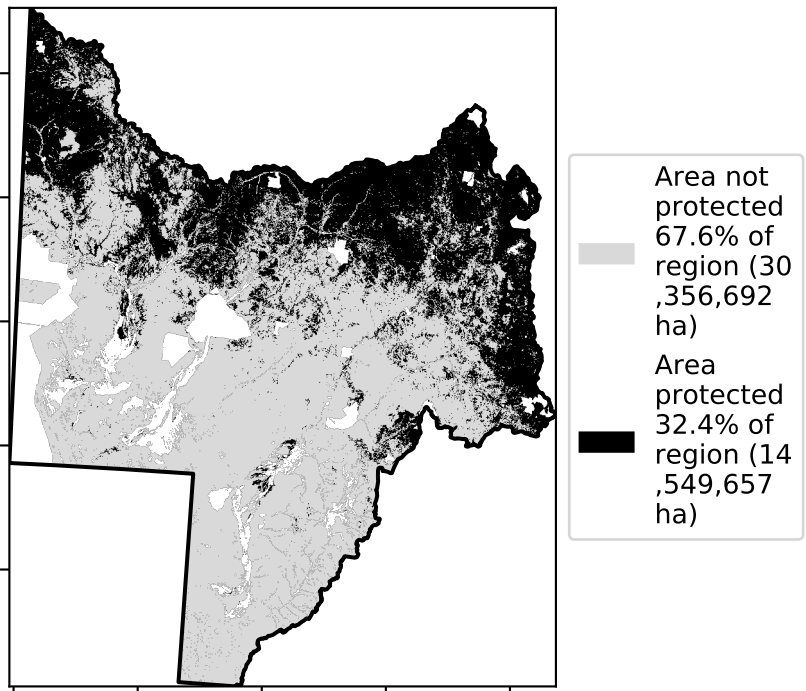 Area not
protected
67.6% of
region (30
,356,692
ha)
Area
protected
32.4% of
region (14
,549,657
ha)